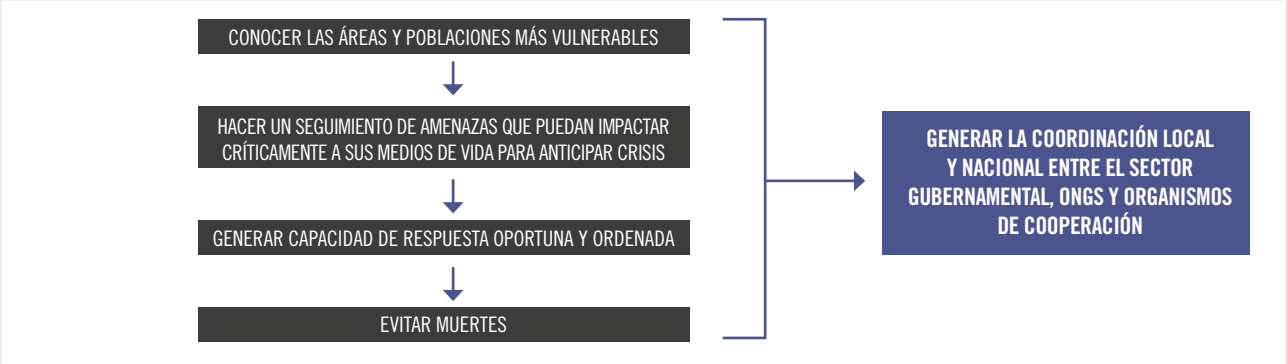 CONOCER LAS ÁREAS Y POBLACIONES MÁS VULNERABLES
HACER UN SEGUIMIENTO DE AMENAZAS QUE PUEDAN IMPACTAR
CRÍTICAMENTE A SUS MEDIOS DE VIDA PARA ANTICIPAR CRISIS
GENERAR CAPACIDAD DE RESPUESTA OPORTUNA Y ORDENADA
EVITAR MUERTES
GENERAR LA COORDINACIÓN LOCAL
Y NACIONAL ENTRE EL SECTOR
GUBERNAMENTAL, ONGS Y ORGANISMOS
DE COOPERACIÓN